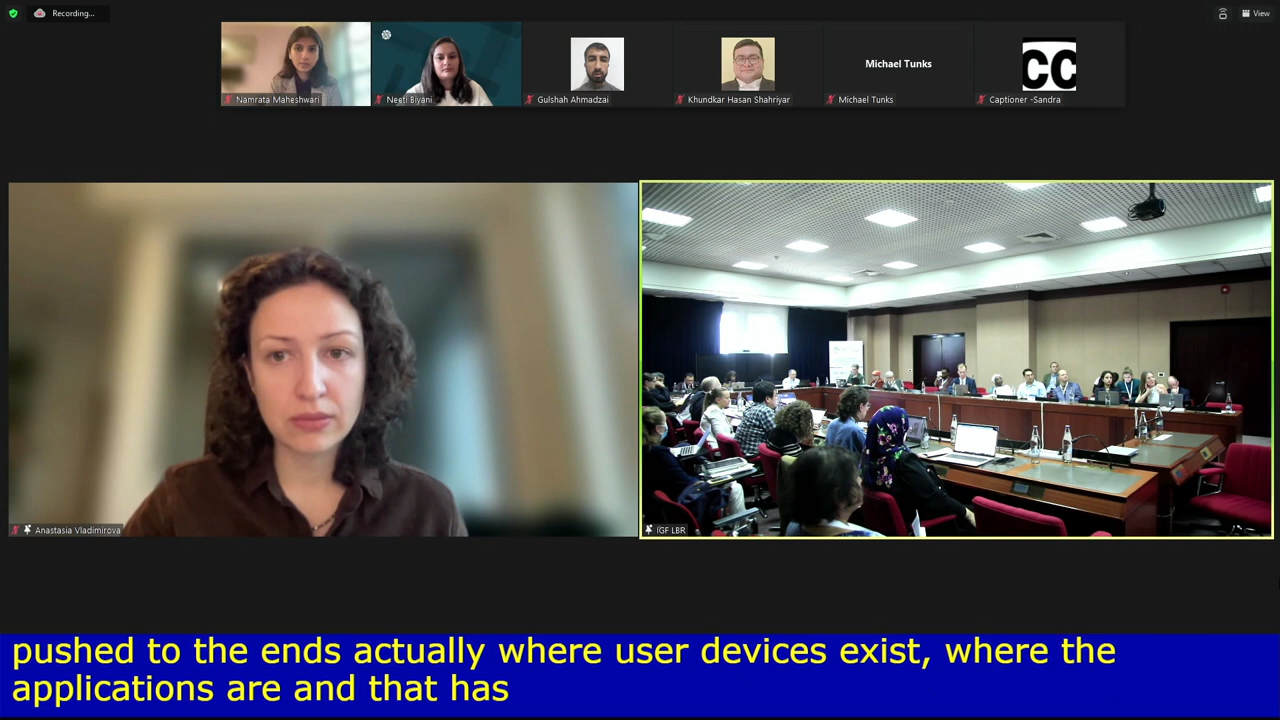 Recording...
View
Michael Tunks
CC
Namrata Maheshwari
Neeti Biyani
Gulshah Ahmadzai
Khundkar Hasan Shahriyar
Michael Tunks
Captioner -Sandra
Anastasia Vladimirova
IGF LBR
pushed to the ends actually where user devices exist, where the
applications are and that has